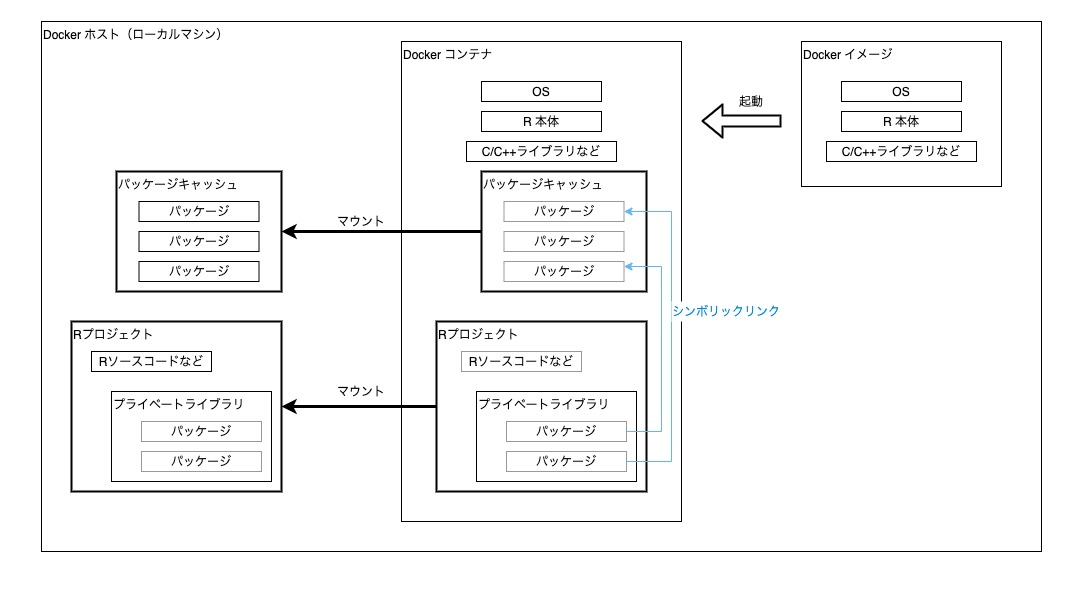 Docker ホスト（ローカルマシン）
Docker コンテナ
Docker イメージ
OS
R 本体
C/C++ライブラリなど
起動
OS
R 本体
C/C++ライブラリなど
パッケージキャッシュ
パッケージ
パッケージ
パッケージ
マウント
パッケージキャッシュ
パッケージ
パッケージ
パッケージ
シンボリックリンク
Rプロジェクト
Rソースコードなど
プライベートライブラリ
パッケージ
パッケージ
マウント
Rプロジェクト
Rソースコードなど
プライベートライブラリ
パッケージ
パッケージ